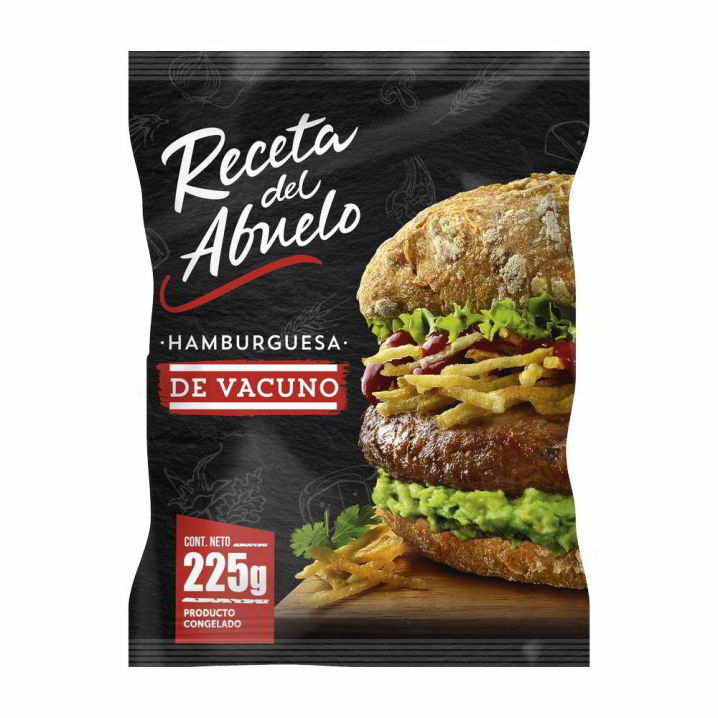 Receta
del
Abuelo
·HAMBURGUESA·
DE VACUNO
CONT. NETO
225g
PRODUCTO
CONGELADO